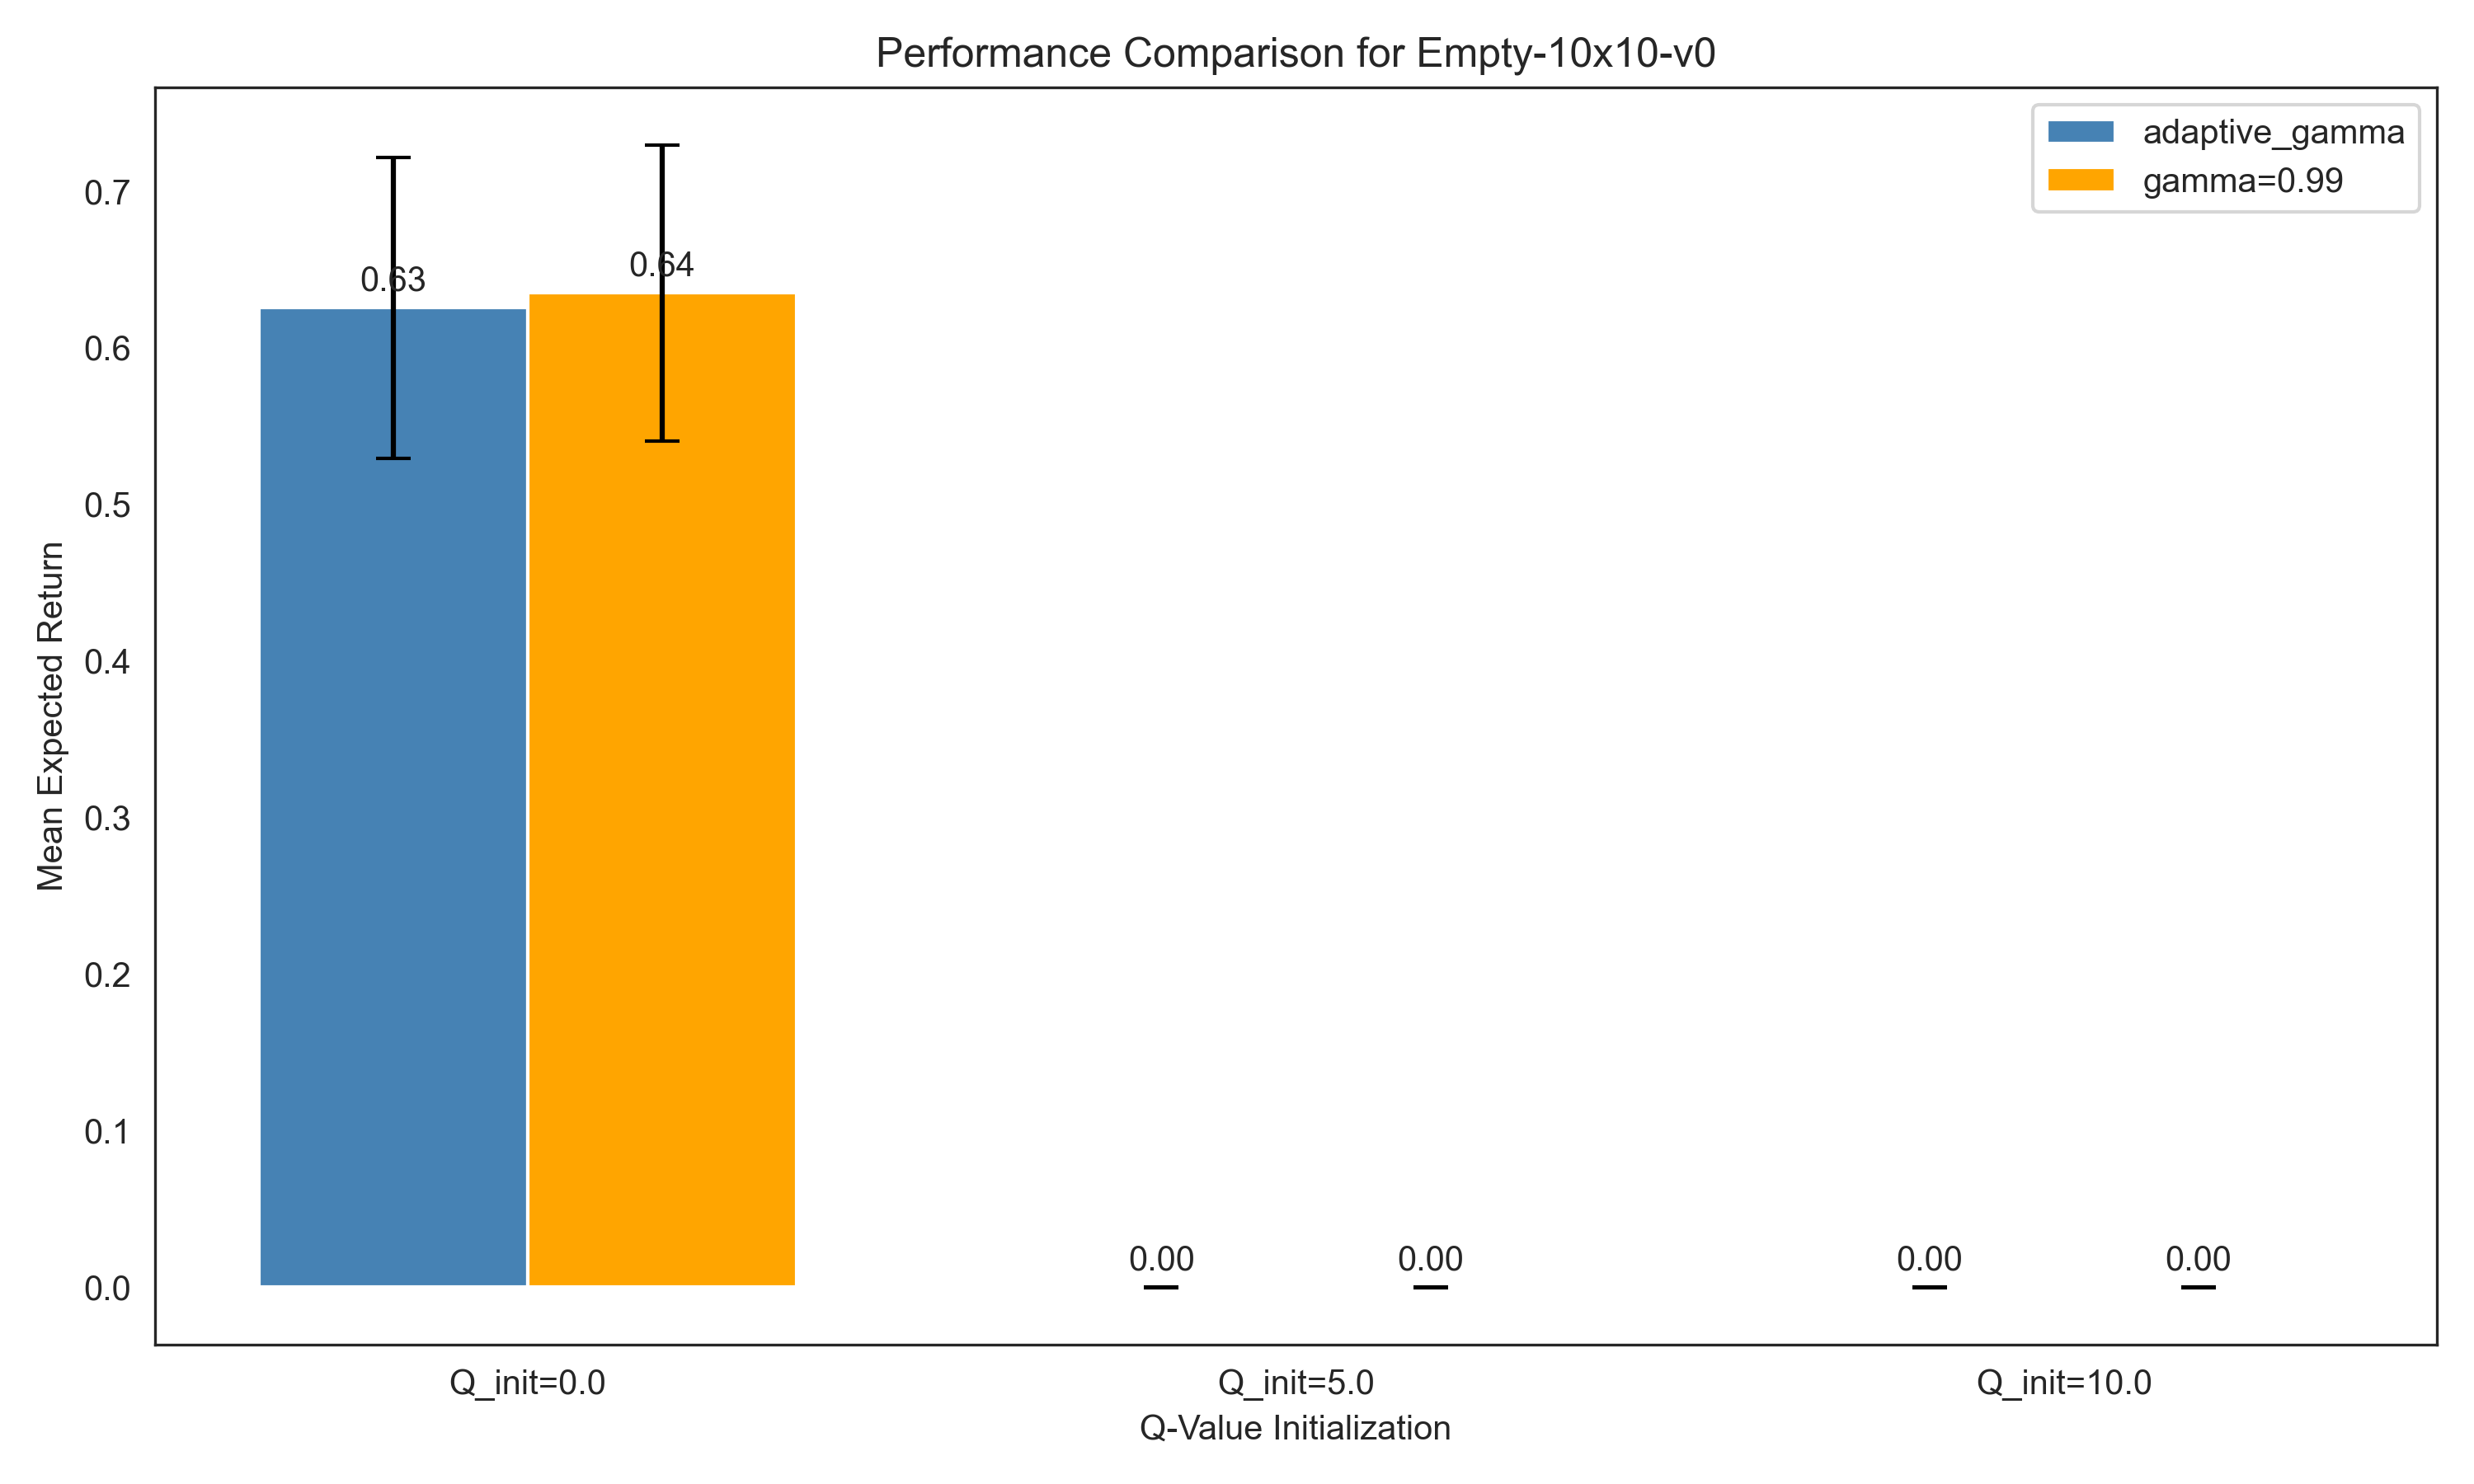 Performance Comparison for Empty-10x10-v0
adaptive_gamma
gamma=0.99
Mean Expected Return
0.7
0.6
0.5
0.4
0.3
0.2
0.1
0.0
0.63
0.64
0.00
0.00
0.00
0.00
Q_init=0.0
Q_init=5.0
Q_init=10.0
Q-Value Initialization